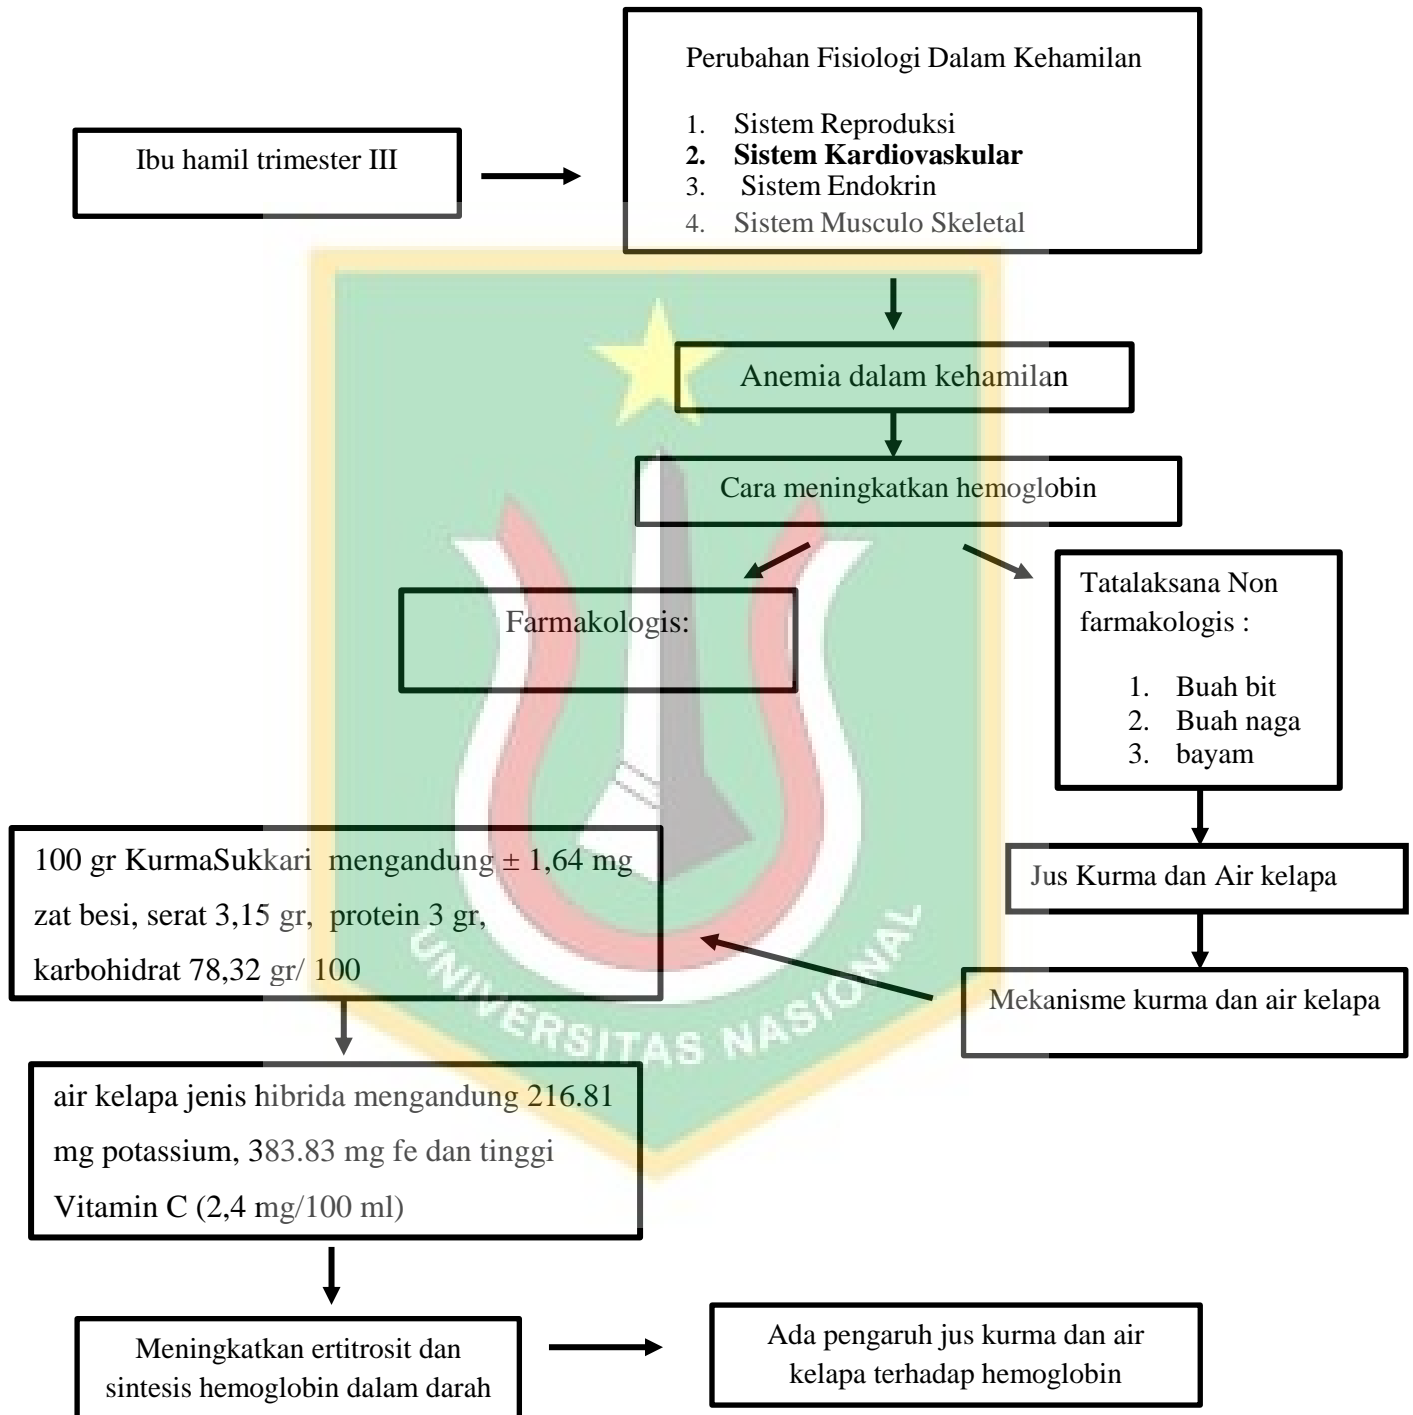 Perubahan Fisiologi Dalam Kehamilan
1. Sistem Reproduksi
2. Sistem Kardiovaskular
3. Sistem Endokrin
4. Sistem Musculo Skeletal
Ibu hamil trimester III
Anemia dalam kehamilan
Cara meningkatkan hemoglobin
Farmakologis:
Tatalaksana Non
farmakologis :
1. Buah bit
2. Buah naga
3. bayam
Jus Kurma dan Air kelapa
Mekanisme kurma dan air kelapa
100 gr KurmaSukkari mengandung ± 1,64 mg
zat besi, serat 3,15 gr, protein 3 gr,
karbohidrat 78,32 gr/ 100
UNIVERSITAS NASIONAL
air kelapa jenis hibrida mengandung 216.81
mg potassium, 383.83 mg fe dan tinggi
Vitamin C (2,4 mg/100 ml)
Meningkatkan ertitrosit dan
sintesis hemoglobin dalam darah
Ada pengaruh jus kurma dan air
kelapa terhadap hemoglobin